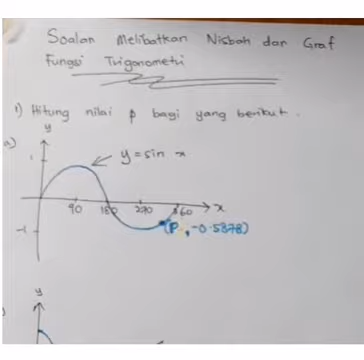 Soalan Melibatkan Nisbah dan Graf
Fungsi Trigonometri
1) Hitung nilai p bagi yang berikut.
a)
y
1
y = sin x
90 180 270 360 x
-1
(P, -0.5378)
y